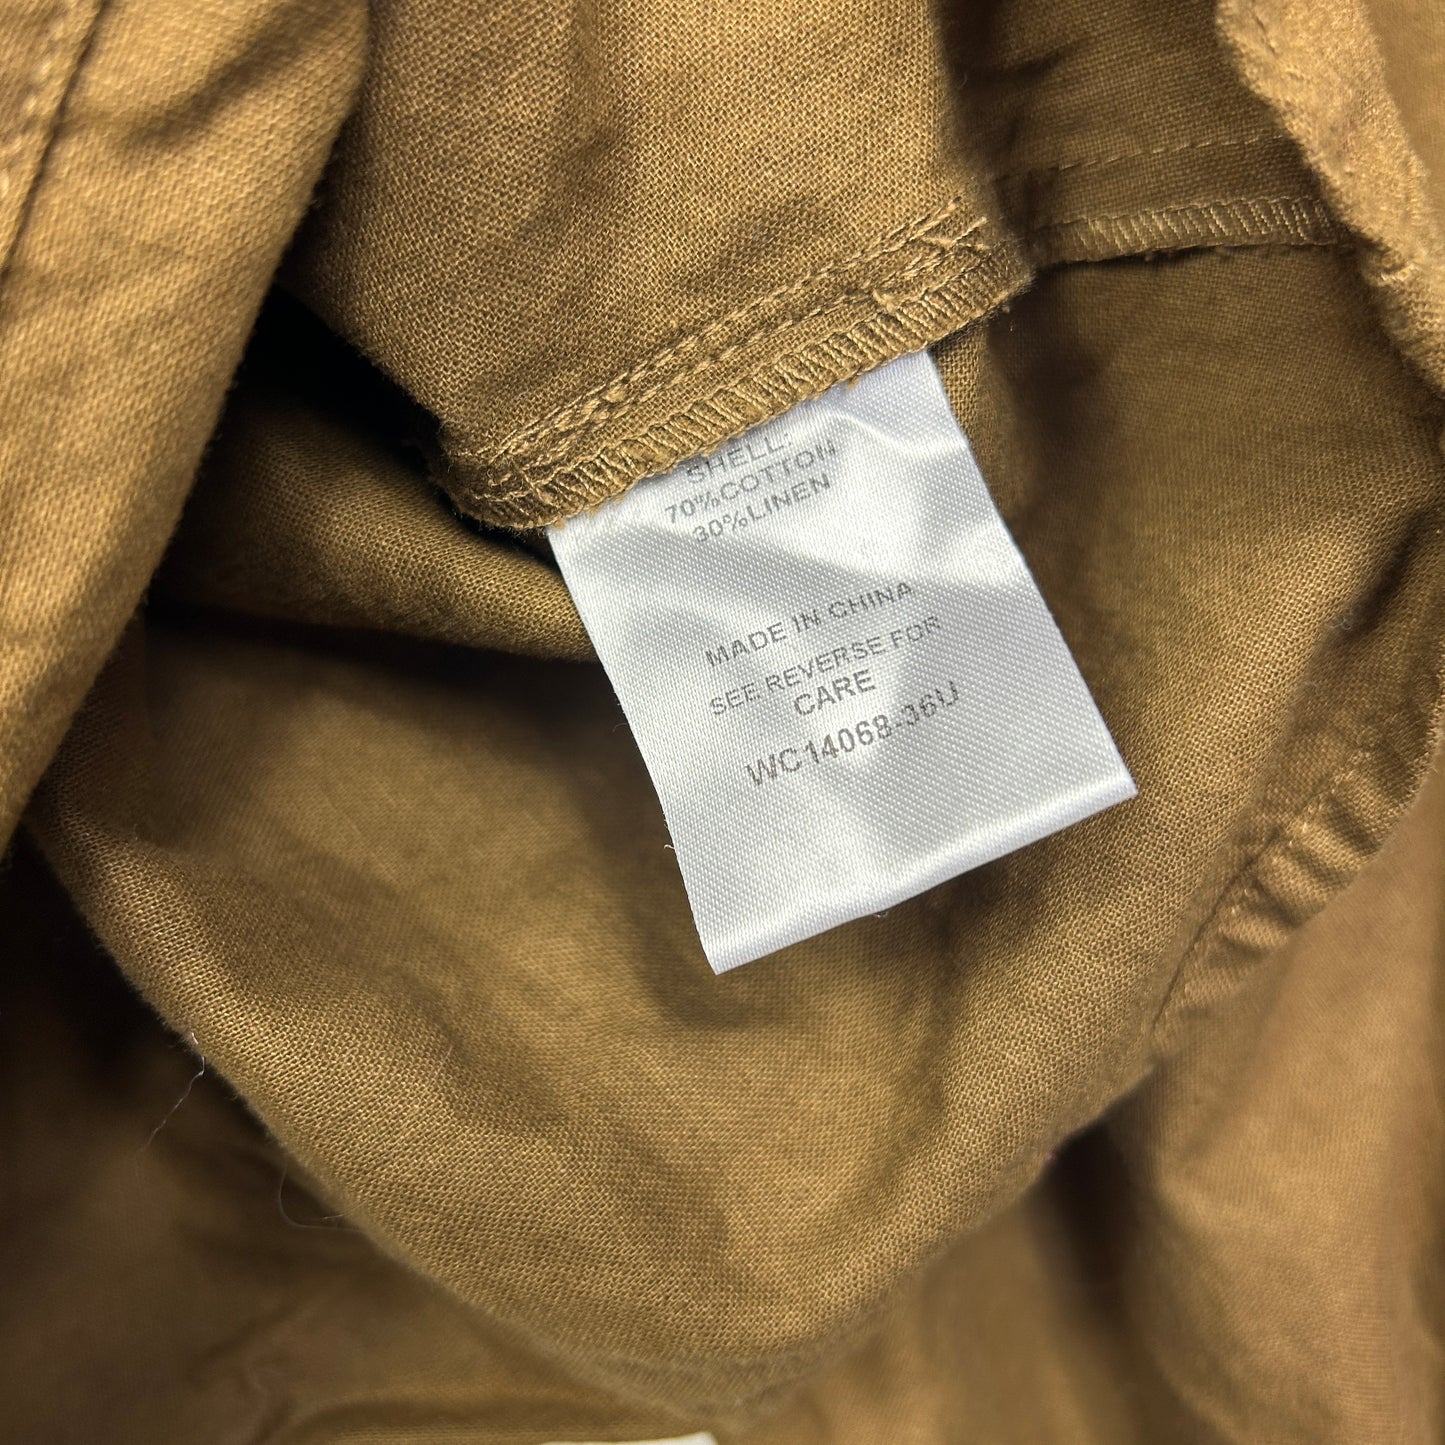 SHELL:
70%COTTON
30%LINEN
MADE IN CHINA
SEE REVERSE FOR
CARE
WC14068-36U